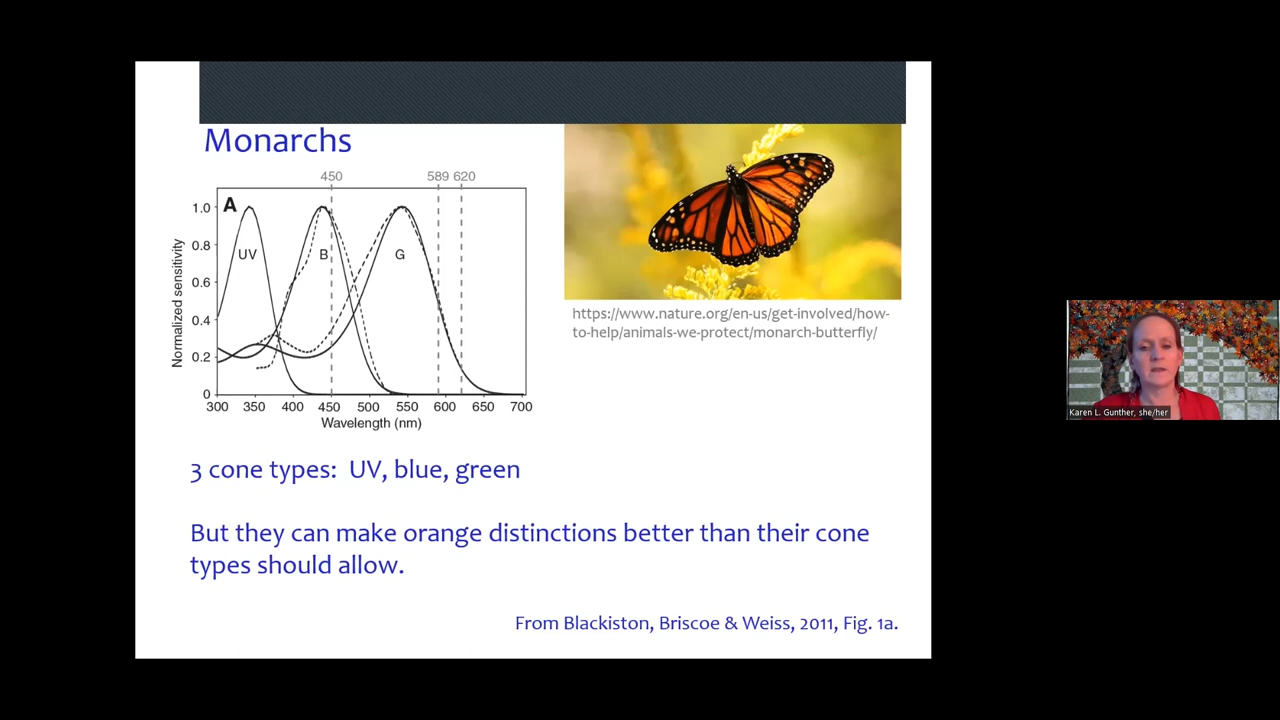 Monarchs
450 589 620
A
1.0
0.8
0.6
0.4
0.2
0
UV B G
Normalized sensitivity
300 350 400 450 500 550 600 650 700
Wavelength (nm)
https://www.nature.org/en-us/get-involved/how-
to-help/animals-we-protect/monarch-butterfly/
3 cone types: UV, blue, green
But they can make orange distinctions better than their cone
types should allow.
From Blackiston, Briscoe & Weiss, 2011, Fig. 1a.
Karen L. Gunther, she/her